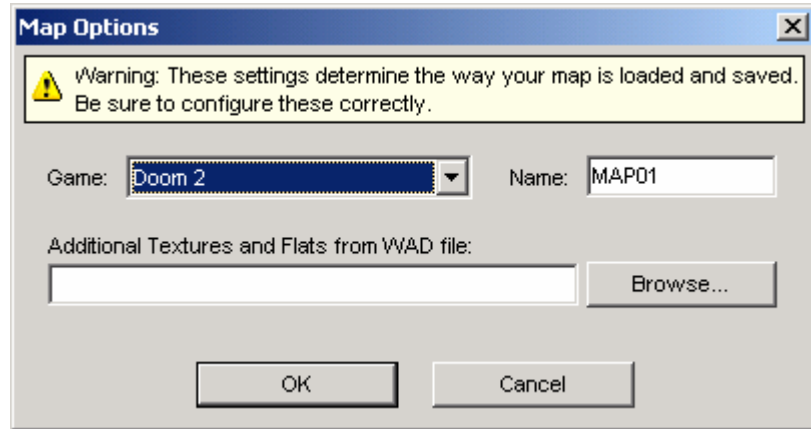 Map Options
Warning: These settings determine the way your map is loaded and saved.
Be sure to configure these correctly.
Game: Doom 2 Name: MAP01
Additional Textures and Flats from WAD file:
Browse...
OK Cancel